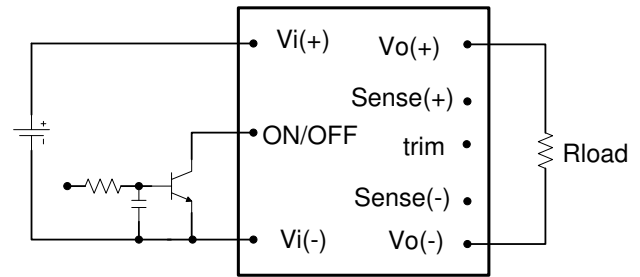 Vi(+)
Vo(+)
Sense(+)
ON/OFF
trim
Rload
Sense(-)
Vi(-)
Vo(-)
+
-